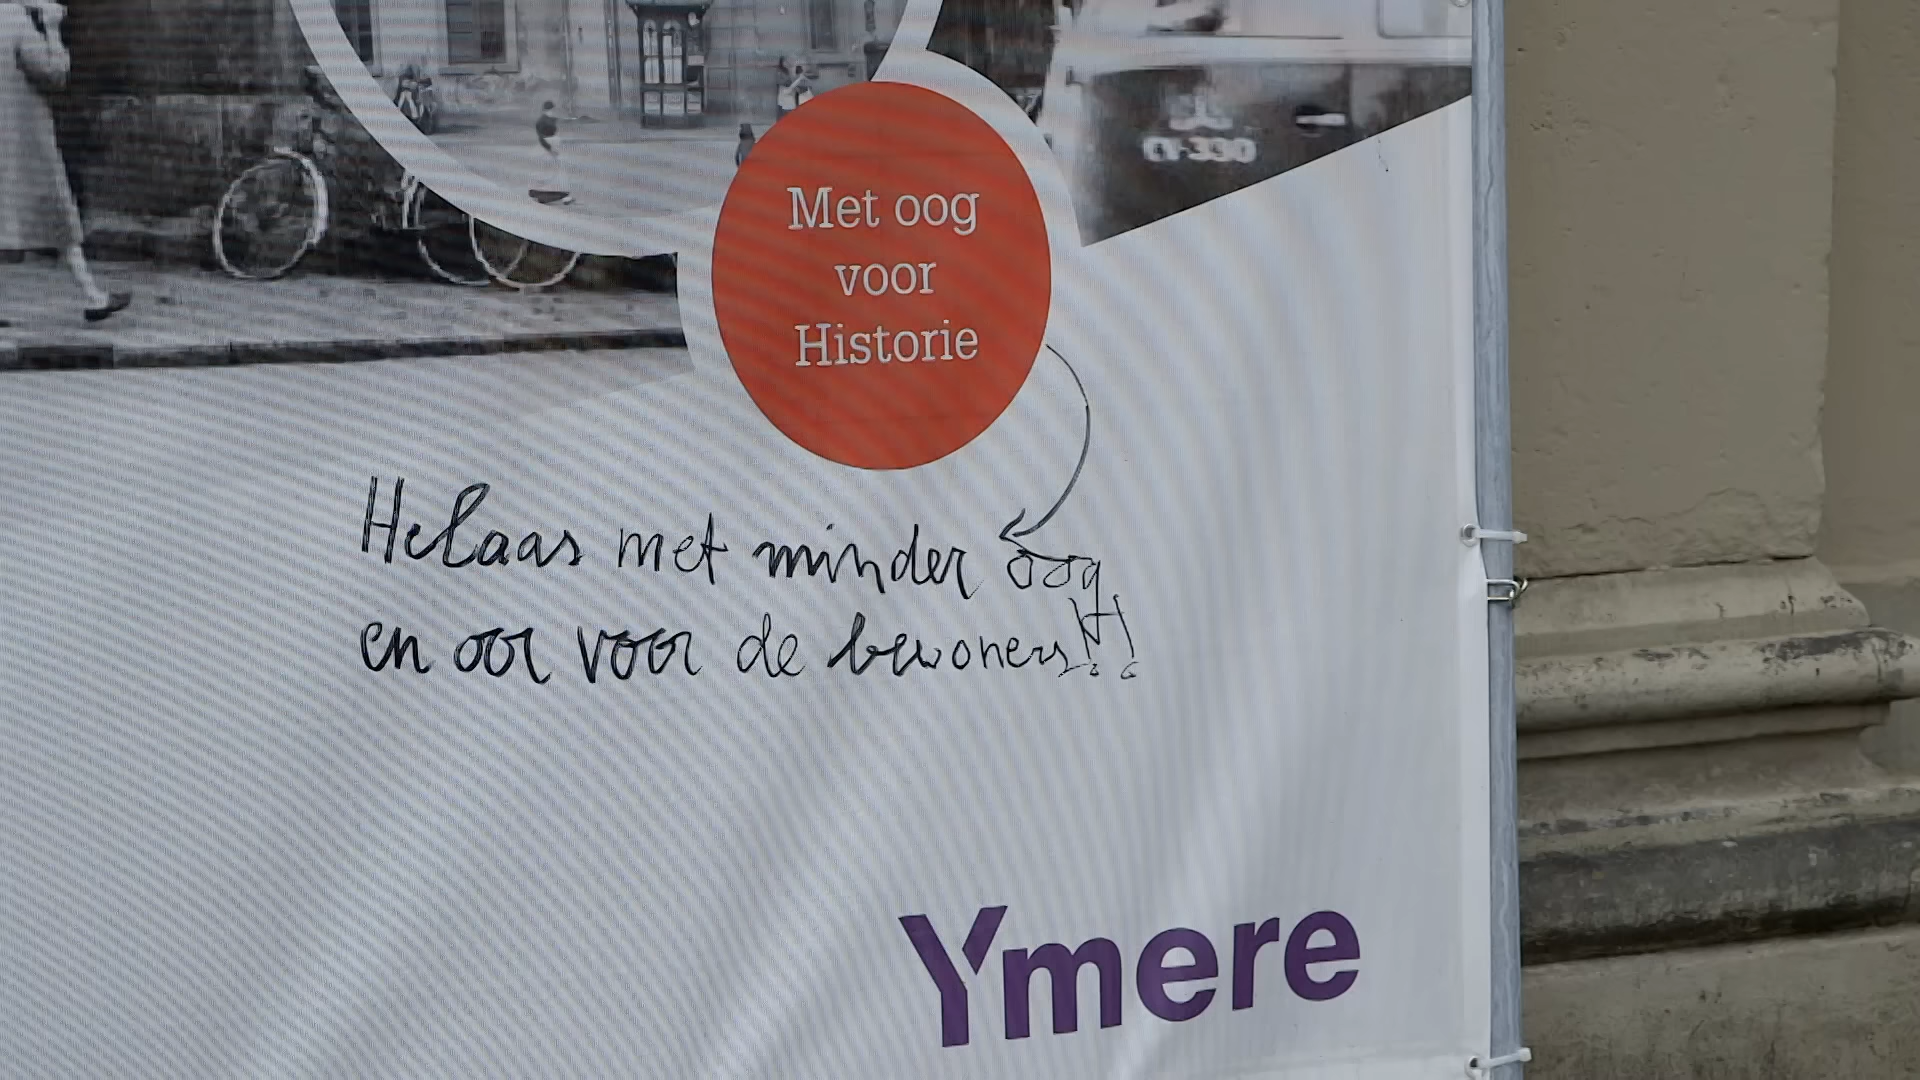 Met oog
voor
Historie
Helaas met minder oog
en oor voor de bewoners!!
Ymere